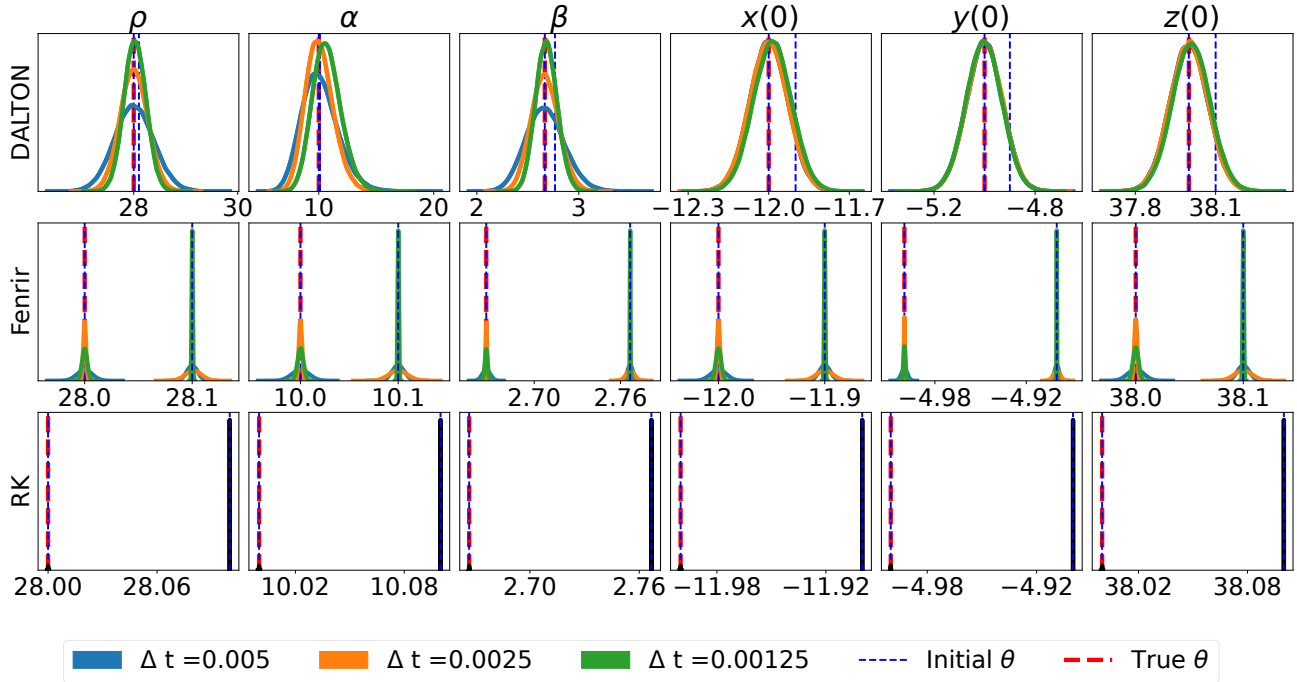 ρ α β x(0) y(0) z(0)
DALTON
28 30 10 20 2 3 −12.3 −12.0 −11.7 −5.2 −4.8 37.8 38.1
Fenrir
28.0 28.1 10.0 10.1 2.70 2.76 −12.0 −11.9 −4.98 −4.92 38.0 38.1
RK
28.00 28.06 10.02 10.08 2.70 2.76 −11.98 −11.92 −4.98 −4.92 38.02 38.08
Δ t =0.005 Δ t =0.0025 Δ t =0.00125 Initial θ True θ